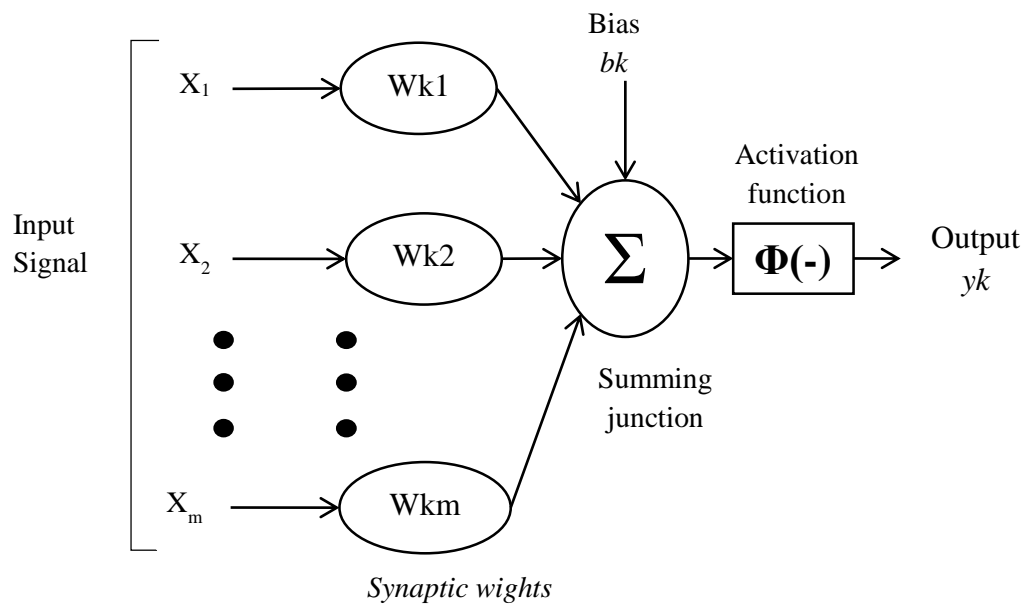 Input
Signal
X₁
X₂
Xₘ
Wk1
Wk2
Wkm
Synaptic wights
Bias
bk
Σ
Summing
junction
Activation
function
Φ(-)
Output
yk